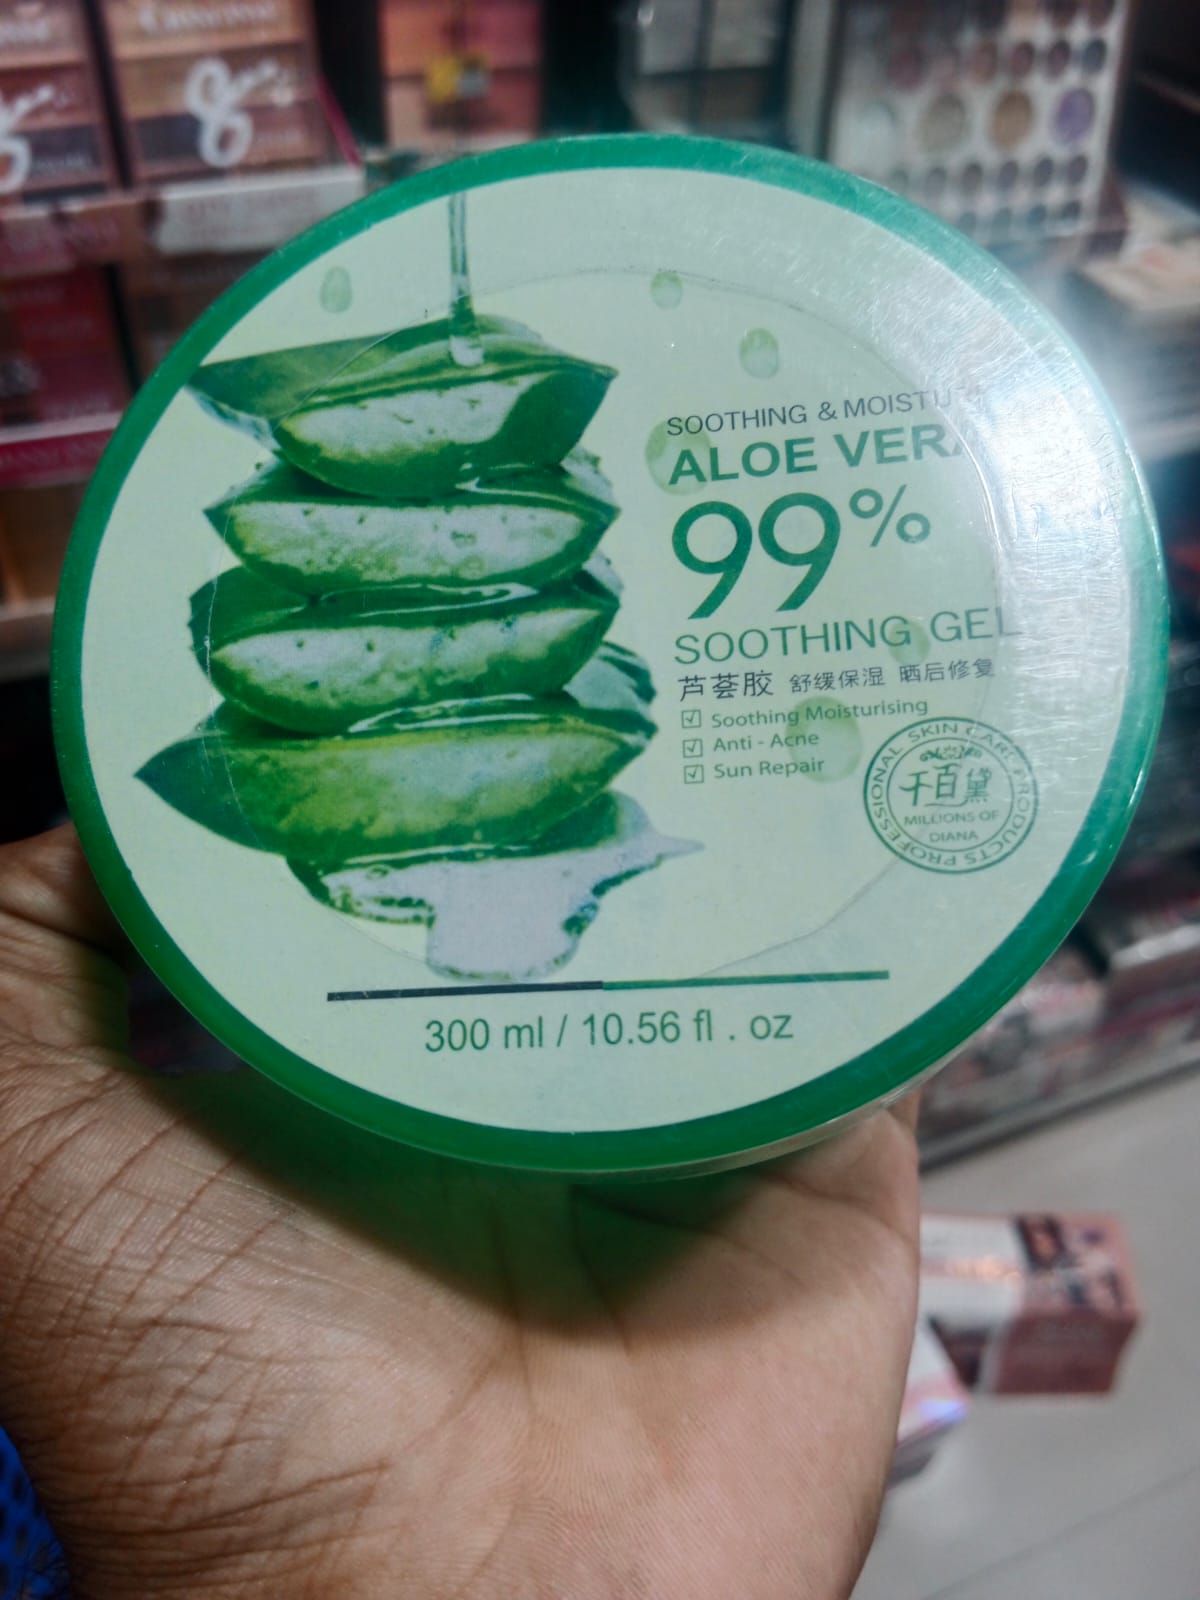 SOOTHING & MOISTU
ALOE VERA
99%
SOOTHING GEL
芦荟胶 舒缓保湿 晒后修复
☑ Soothing Moisturising
☑ Anti - Acne
☑ Sun Repair
PROFESSIONAL SKIN CARE PRODUCTS
千百黛
MILLIONS OF
DIANA
300 ml / 10.56 fl . oz
8